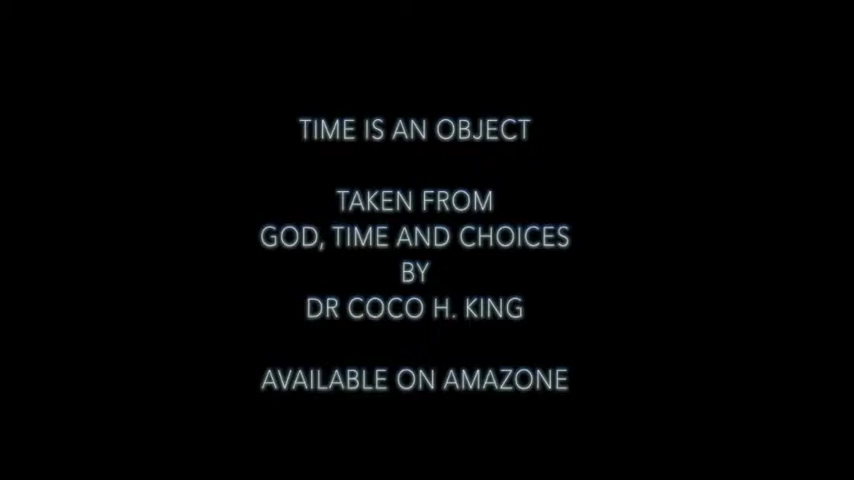 TIME IS AN OBJECT
TAKEN FROM
GOD, TIME AND CHOICES
BY
DR COCO H. KING
AVAILABLE ON AMAZONE